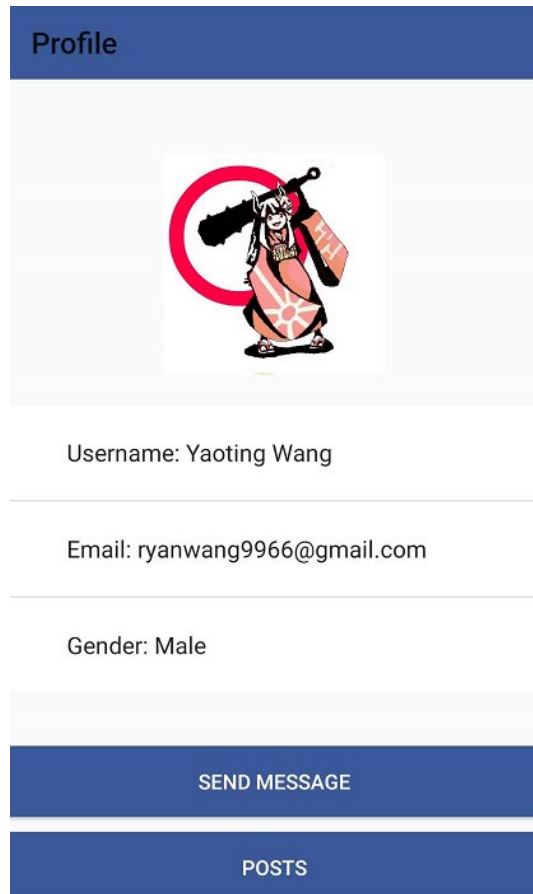 Profile
Username: Yaoting Wang
Email: ryanwang9966@gmail.com
Gender: Male
SEND MESSAGE
POSTS